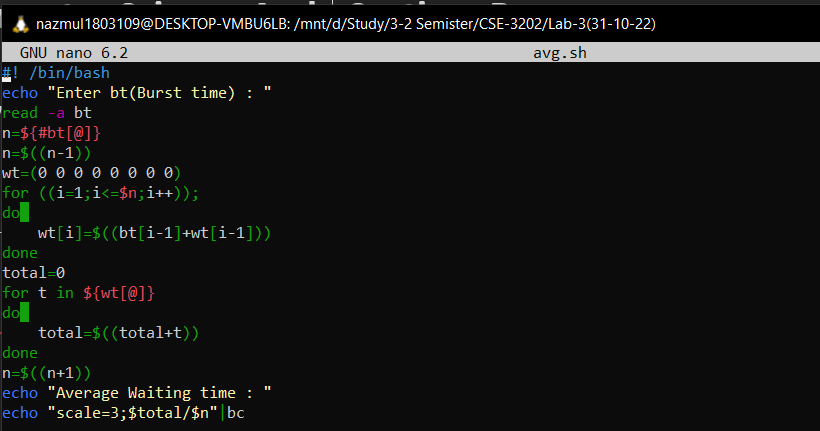 nazmul1803109@DESKTOP-VMBU6LB: /mnt/d/Study/3-2 Semister/CSE-3202/Lab-3(31-10-22)
GNU nano 6.2 avg.sh
#! /bin/bash
echo "Enter bt(Burst time) : "
read -a bt
n=${#bt[@]}
n=$((n-1))
wt=(0 0 0 0 0 0 0 0)
for ((i=1;i<=$n;i++));
do
wt[i]=$((bt[i-1]+wt[i-1]))
done
total=0
for t in ${wt[@]}
do
total=$((total+t))
done
n=$((n+1))
echo "Average Waiting time : "
echo "scale=3;$total/$n"|bc